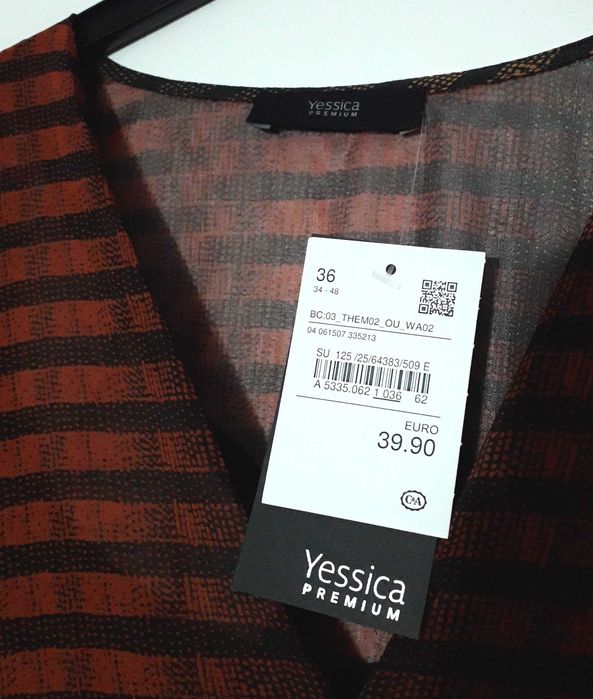 Yessica
PREMIUM
36
34 - 48
BC:03_THEM02_OU_WA02
04 061507 335213
SU 125 /25/64383/509 E
A 5335.062 1 036 62
EURO
39.90
C&A
Yessica
PREMIUM